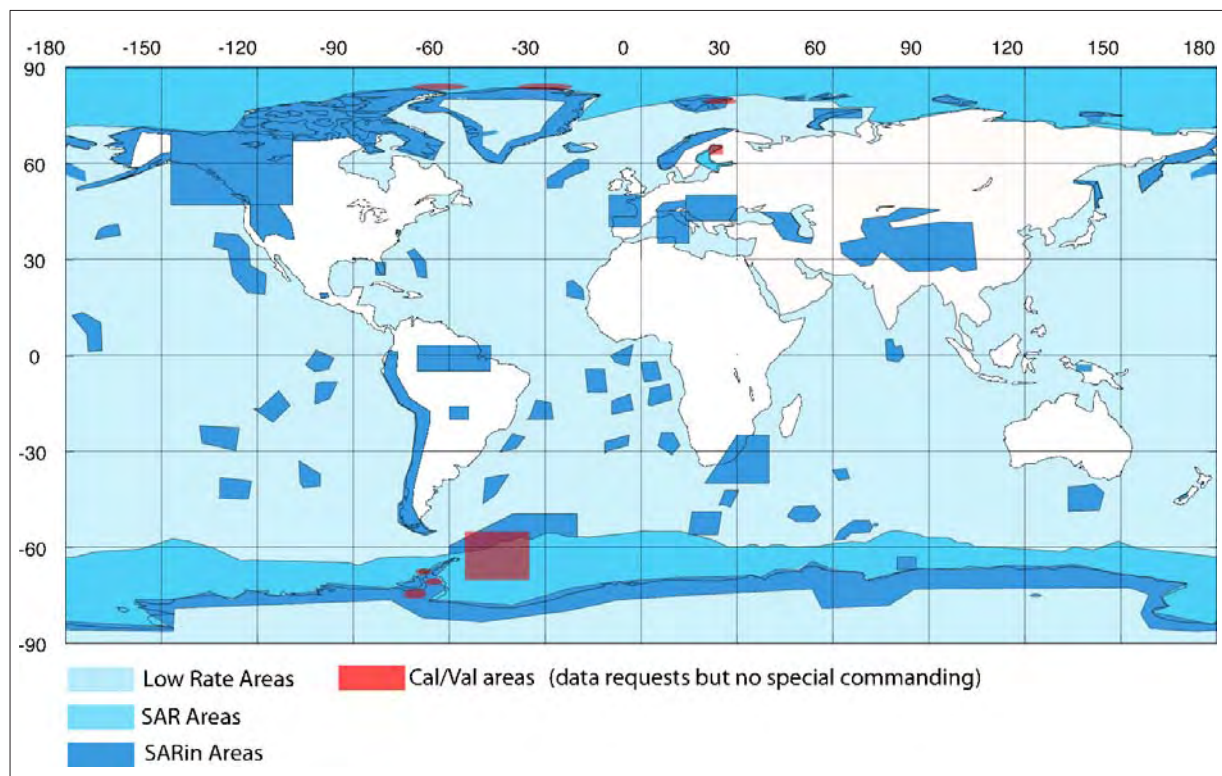 -180 -150 -120 -90 -60 -30 0 30 60 90 120 150 180
90
60
30
0
-30
-60
-90
Low Rate Areas Cal/Val areas (data requests but no special commanding)
SAR Areas
SARin Areas